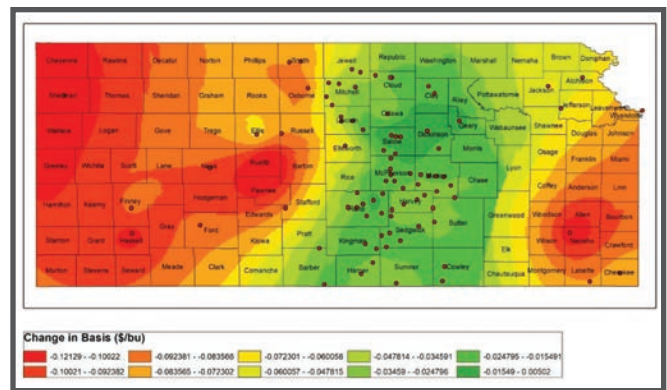 Cheyenne Rawlins Decatur Norton Phillips Smith Jewell Republic Washington Marshall Nemaha Brown Doniphan
Sherman Thomas Sheridan Graham Rooks Osborne Mitchell Cloud Clay Riley Pottawatomie Jackson Atchison
Jefferson Leavenworth Wyandotte
Wallace Logan Gove Trego Ellis Russell Ottawa Dickinson Geary Wabaunsee Shawnee Douglas Johnson
Saline
Greeley Wichita Scott Lane Ness Rush Barton Ellsworth Rice McPherson Morris Chase Lyon Osage Franklin Miami
Hamilton Kearny Finney Hodgeman Pawnee Stafford Harvey Coffey Anderson Linn
Gray Ford Edwards Kiowa Pratt Sedgwick Butler Greenwood Woodson Allen Bourbon
Stanton Grant Haskell Kingman Elk Wilson Neosho Crawford
Morton Stevens Seward Meade Clark Comanche Barber Harper Sumner Cowley Chautauqua Montgomery Labette Cherokee
Change in Basis ($/bu)
-0.12129 - -0.10022 -0.092381 - -0.083566 -0.072301 - -0.060058 -0.047814 - -0.034591 -0.024795 - -0.015491
-0.10021 - -0.092382 -0.083565 - -0.072302 -0.060057 - -0.047815 -0.03459 - -0.024796 -0.01549 - 0.00502